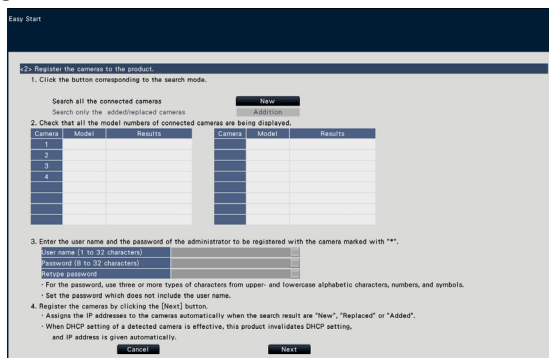 Easy Start
<2> Register the cameras to the product.
1. Click the button corresponding to the search mode.
Search all the connected cameras New
Search only the added/replaced cameras Addition
2. Check that all the model numbers of connected cameras are being displayed.
Camera Model Results Camera Model Results
1
2
3
4
3. Enter the user name and the password of the administrator to be registered with the camera marked with "*".
User name (1 to 32 characters)
Password (8 to 32 characters)
Retype password
· For the password, use three or more types of characters from upper- and lowercase alphabetic characters, numbers, and symbols.
· Set the password which does not include the user name.
4. Register the cameras by clicking the [Next] button.
· Assigns the IP addresses to the cameras automatically when the search result are "New", "Replaced" or "Added".
· When DHCP setting of a detected camera is effective, this product invalidates DHCP setting,
and IP address is given automatically.
Cancel Next